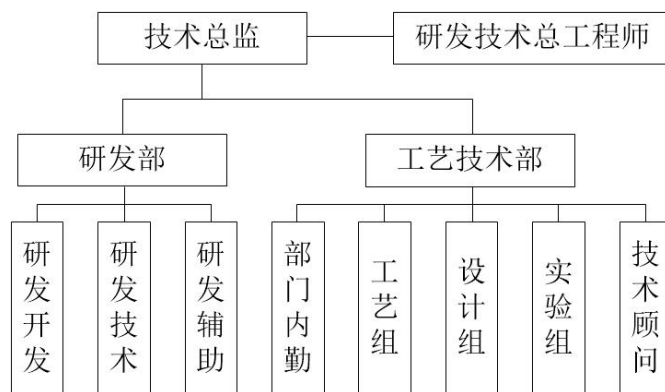 技术总监
研发技术总工程师
研发部
工艺技术部
研发开发
研发技术
研发辅助
部门内勤
工艺组
设计组
实验组
技术顾问